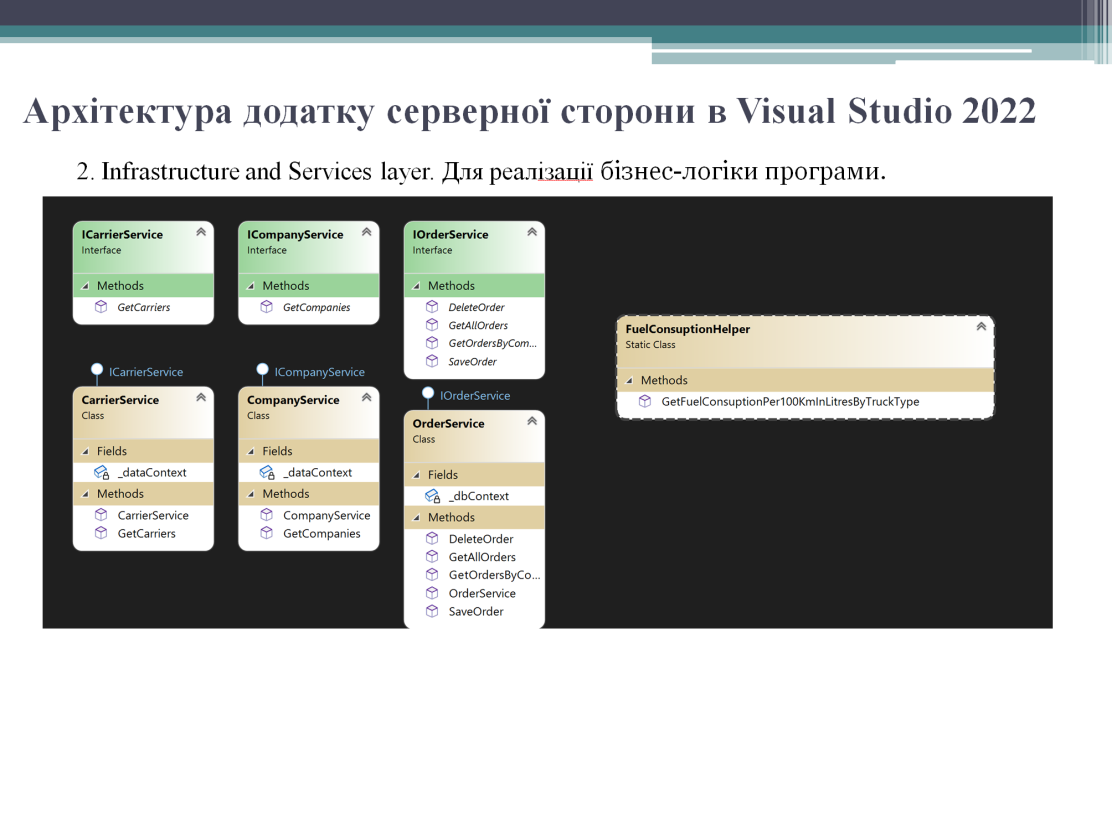 Архітектура додатку серверної сторони в Visual Studio 2022
2. Infrastructure and Services layer. Для реалізації бізнес-логіки програми.
ICarrierService
Interface
Methods
GetCarriers
ICompanyService
Interface
Methods
GetCompanies
IOrderService
Interface
Methods
DeleteOrder
GetAllOrders
GetOrdersByCom...
SaveOrder
FuelConsuptionHelper
Static Class
Methods
GetFuelConsuptionPer100KmInLitresByTruckType
ICarrierService
CarrierService
Class
Fields
_dataContext
Methods
CarrierService
GetCarriers
ICompanyService
CompanyService
Class
Fields
_dataContext
Methods
CompanyService
GetCompanies
IOrderService
OrderService
Class
Fields
_dbContext
Methods
DeleteOrder
GetAllOrders
GetOrdersByCo...
OrderService
SaveOrder